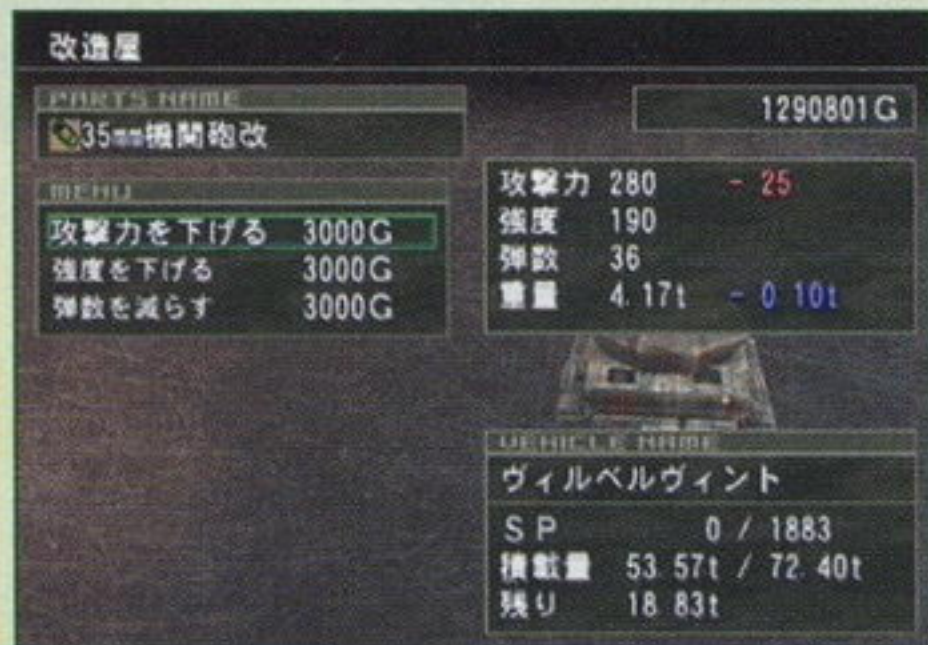 改造屋
PARTS NAME
35mm機関砲改
1290801G
MENU
攻撃力を下げる 3000G
強度を下げる 3000G
弾数を減らす 3000G
攻撃力 280 - 25
強度 190
弾数 36
重量 4.17t - 0.10t
VEHICLE NAME
ヴィルベルヴィント
SP 0 / 1883
積載量 53.57t / 72.40t
残り 18.83t